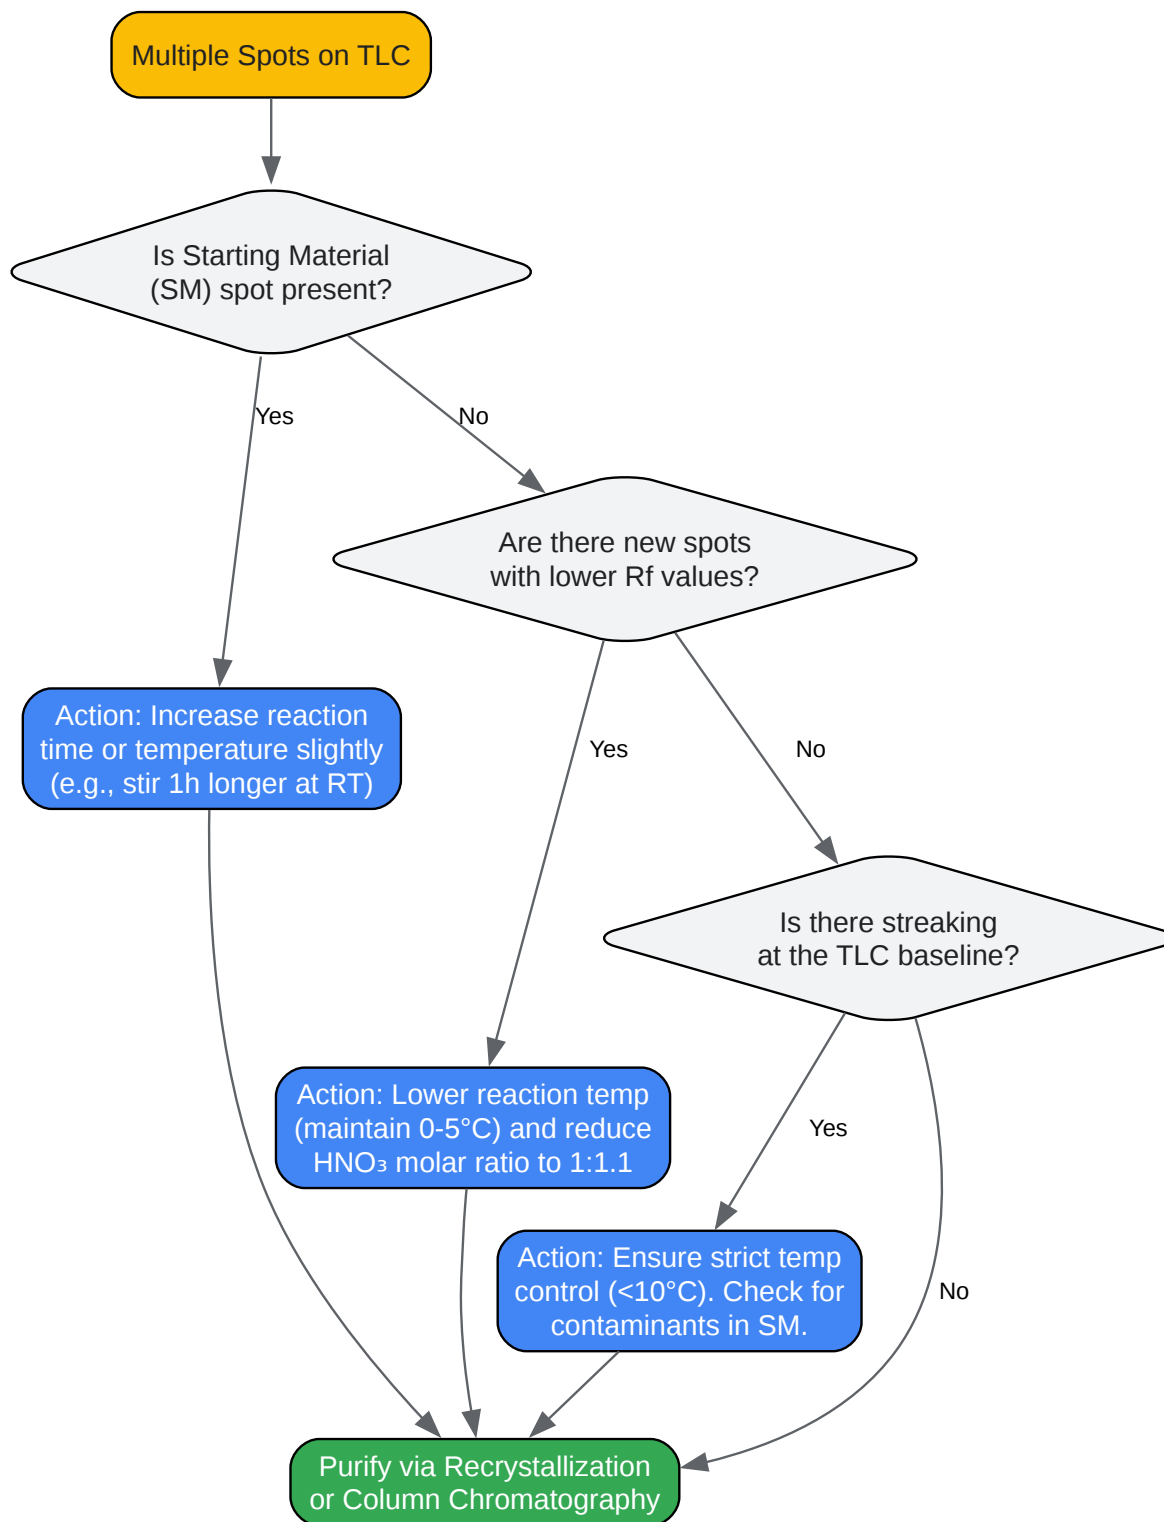 Multiple Spots on TLC
Is Starting Material
(SM) spot present?
Yes
No
Are there new spots
with lower Rf values?
Action: Increase reaction
time or temperature slightly
(e.g., stir 1h longer at RT)
Yes
No
Is there streaking
at the TLC baseline?
Action: Lower reaction temp
(maintain 0-5°C) and reduce
HNO₃ molar ratio to 1:1.1
Yes
Action: Ensure strict temp
control (<10°C). Check for
contaminants in SM.
No
Purify via Recrystallization
or Column Chromatography